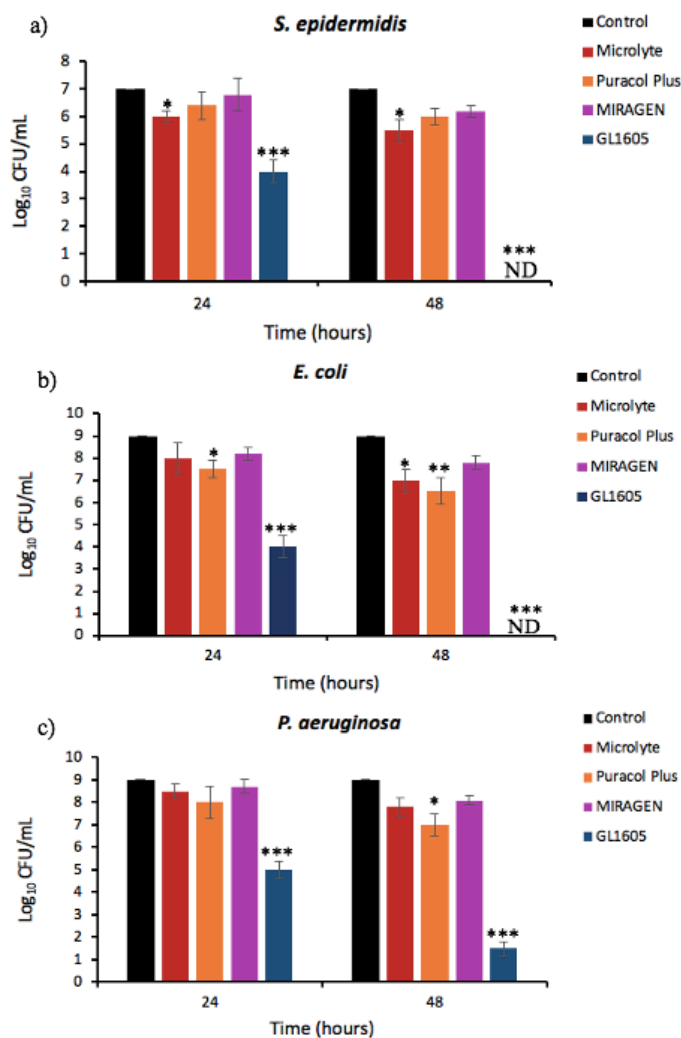 a)
S. epidermidis
Control
Microlyte
Puracol Plus
MIRAGEN
GL1605
Log10 CFU/mL
7
6
5
4
3
2
1
0
*
***
*
***
ND
24
48
Time (hours)
b)
E. coli
Control
Microlyte
Puracol Plus
MIRAGEN
GL1605
Log10 CFU/mL
10
9
8
7
6
5
4
3
2
1
0
*
***
*
**
***
ND
24
48
Time (hours)
c)
P. aeruginosa
Control
Microlyte
Puracol Plus
MIRAGEN
GL1605
Log10 CFU/mL
10
9
8
7
6
5
4
3
2
1
0
***
*
***
24
48
Time (hours)